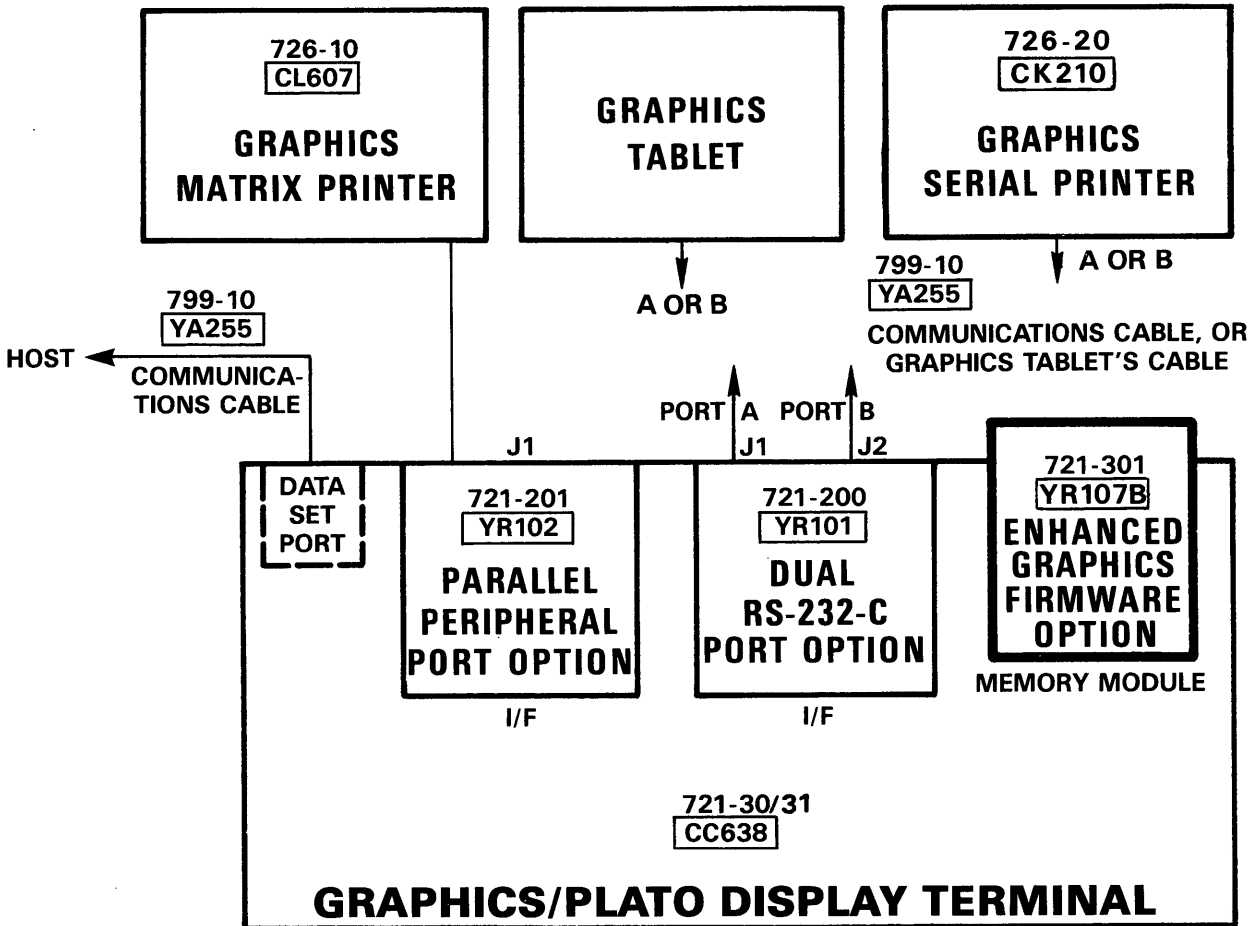 726-10
CL607
GRAPHICS
MATRIX PRINTER
GRAPHICS
TABLET
726-20
CK210
GRAPHICS
SERIAL PRINTER
A OR B
A OR B
799-10
YA255
COMMUNICATIONS CABLE, OR
GRAPHICS TABLET'S CABLE
799-10
YA255
HOST
COMMUNICA-
TIONS CABLE
PORT A
PORT B
J1
J1
J2
DATA
SET
PORT
721-201
YR102
PARALLEL
PERIPHERAL
PORT OPTION
I/F
721-200
YR101
DUAL
RS-232-C
PORT OPTION
I/F
721-301
YR107B
ENHANCED
GRAPHICS
FIRMWARE
OPTION
MEMORY MODULE
721-30/31
CC638
GRAPHICS/PLATO DISPLAY TERMINAL